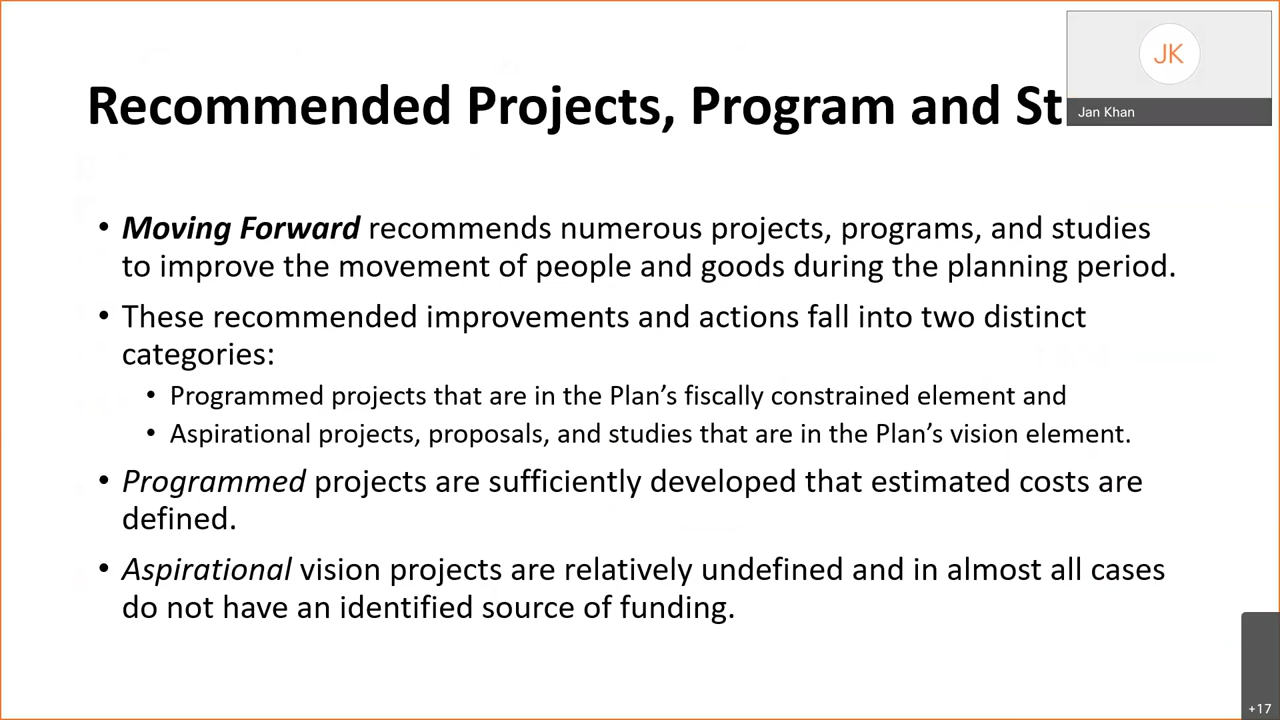 Recommended Projects, Program and St
JK
Jan Khan
• Moving Forward recommends numerous projects, programs, and studies
to improve the movement of people and goods during the planning period.
• These recommended improvements and actions fall into two distinct
categories:
• Programmed projects that are in the Plan’s fiscally constrained element and
• Aspirational projects, proposals, and studies that are in the Plan’s vision element.
• Programmed projects are sufficiently developed that estimated costs are
defined.
• Aspirational vision projects are relatively undefined and in almost all cases
do not have an identified source of funding.
+17